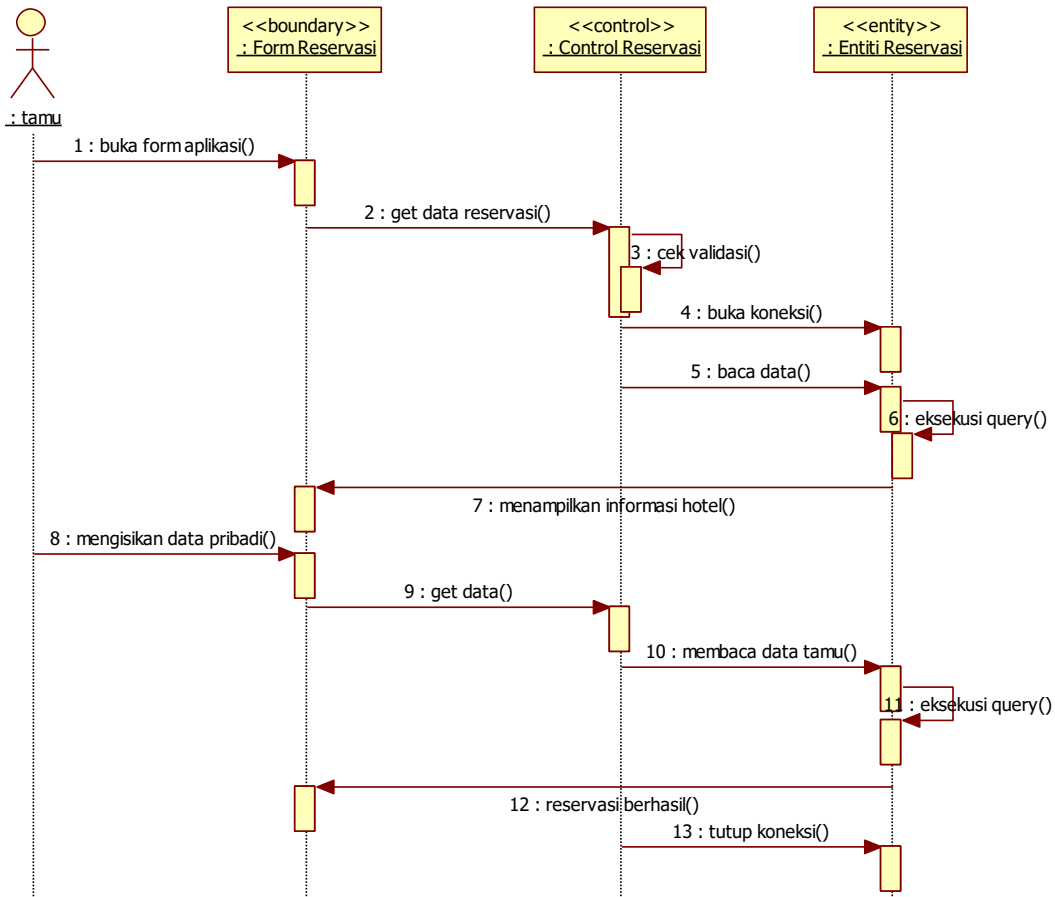 <<boundary>>
: Form Reservasi
<<control>>
: Control Reservasi
<<entity>>
: Entiti Reservasi
: tamu
1 : buka form aplikasi()
2 : get data reservasi()
3 : cek validasi()
4 : buka koneksi()
5 : baca data()
6 : eksekusi query()
7 : menampilkan informasi hotel()
8 : mengisikan data pribadi()
9 : get data()
10 : membaca data tamu()
11 : eksekusi query()
12 : reservasi berhasil()
13 : tutup koneksi()